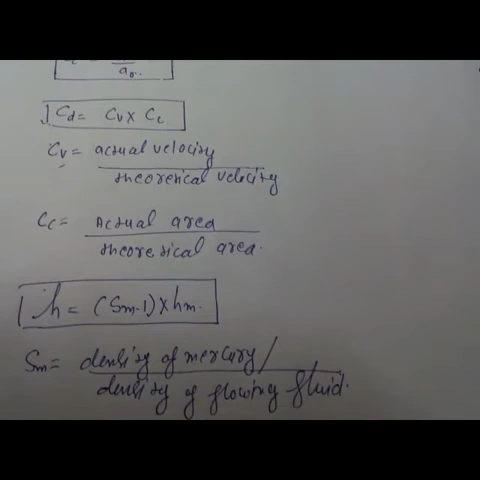 a₀
Cd = Cv × Cc
Cv = actual velocity
theoretical velocity
Cc = Actual area
theoretical area.
h = (Sm-1) × hm.
Sm = density of mercury /
density of flowing fluid.